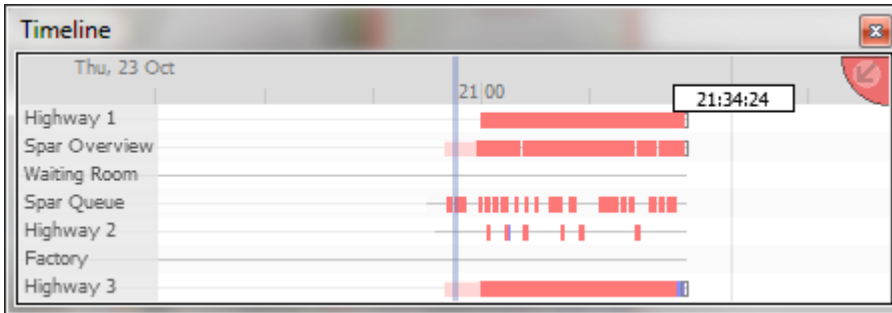 Timeline
Thu, 23 Oct
21 00
21:34:24
Highway 1
Spar Overview
Waiting Room
Spar Queue
Highway 2
Factory
Highway 3